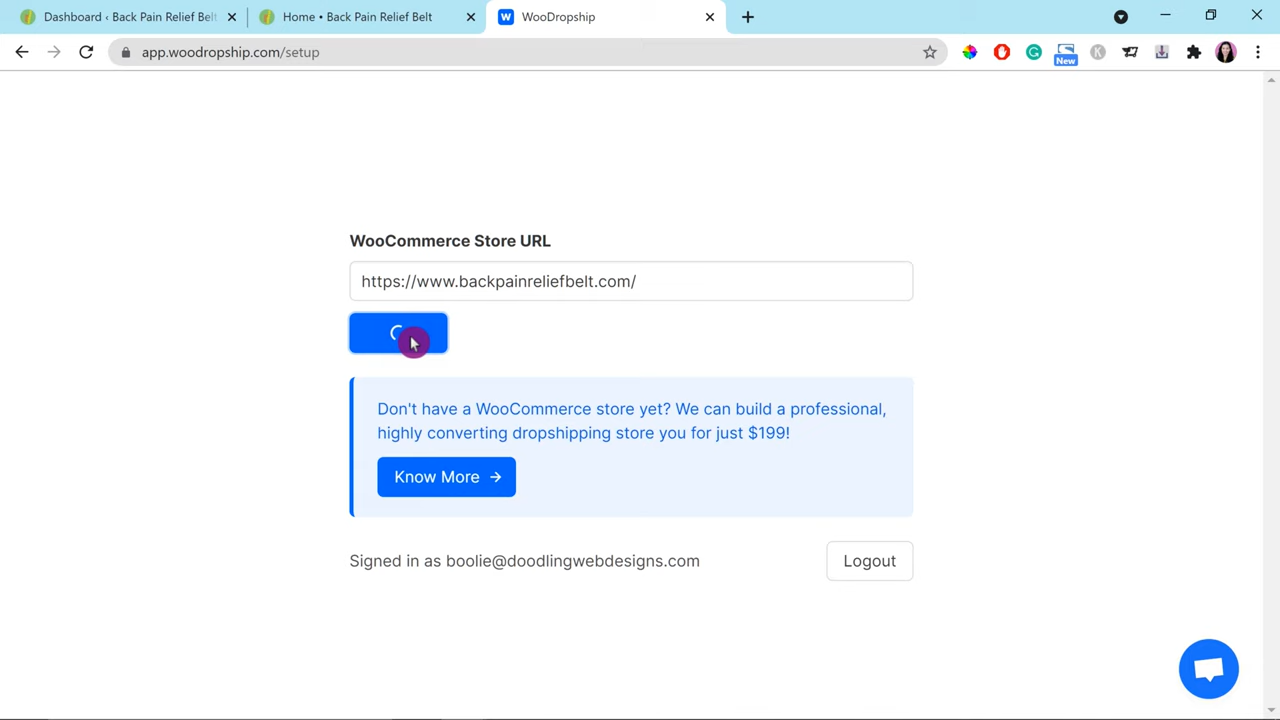 Dashboard ‹ Back Pain Relief Belt
Home • Back Pain Relief Belt
WooDropship
app.woodropship.com/setup
New
WooCommerce Store URL
https://www.backpainreliefbelt.com/
Don't have a WooCommerce store yet? We can build a professional,
highly converting dropshipping store you for just $199!
Know More →
Signed in as boolie@doodlingwebdesigns.com
Logout